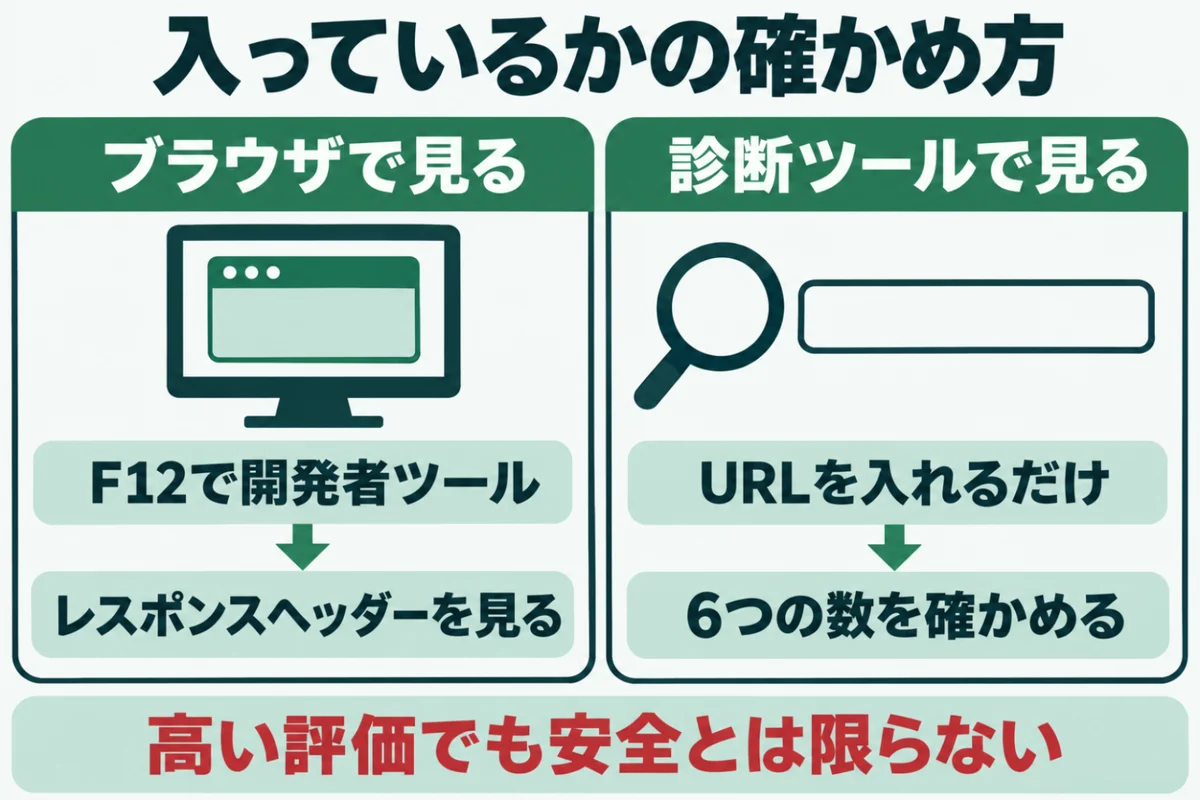 入っているかの確かめ方
ブラウザで見る
F12で開発者ツール
レスポンスヘッダーを見る
診断ツールで見る
URLを入れるだけ
6つの数を確かめる
高い評価でも安全とは限らない